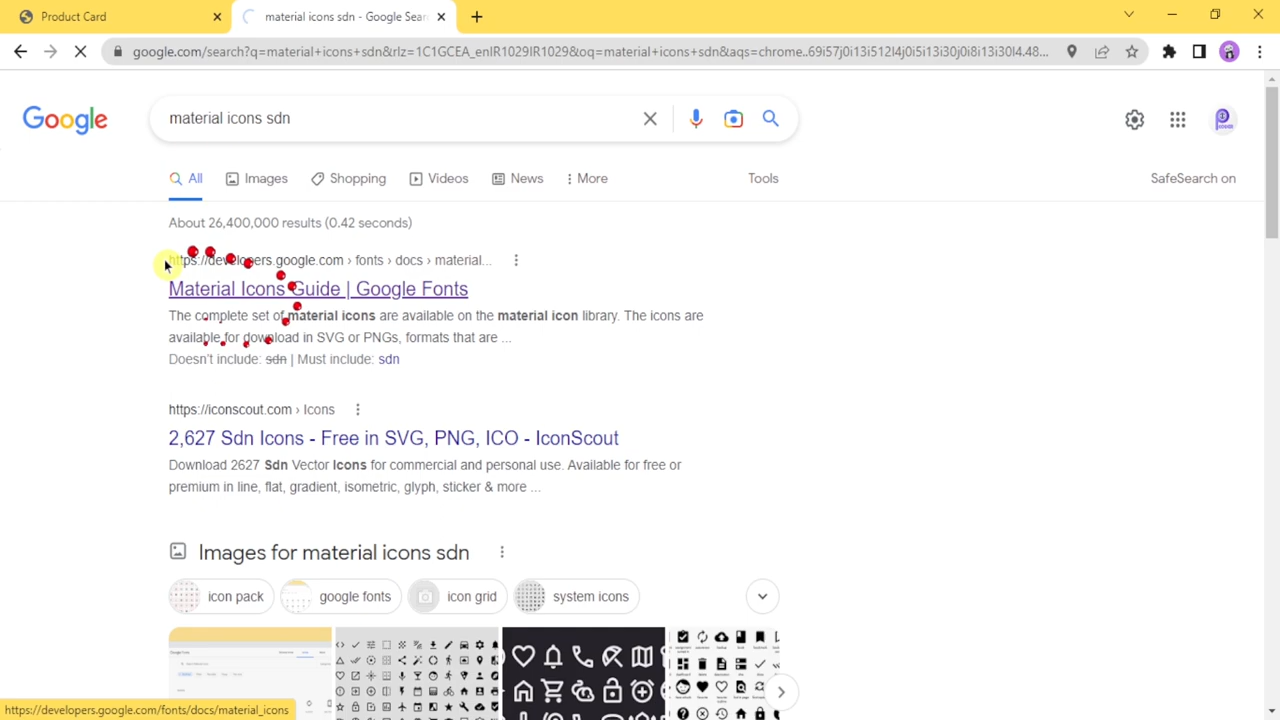 Product Card
material icons sdn - Google Sear
google.com/search?q=material+icons+sdn&rlz=1C1GCEA_enIR1029IR1029&oq=material+icons+sdn&aqs=chrome..69i57j0i13i512l4j0i5i13i30j0i8i13i30l4.48...
Google
material icons sdn
All Images Shopping Videos News More Tools SafeSearch on
About 26,400,000 results (0.42 seconds)
https://developers.google.com › fonts › docs › material...
Material Icons Guide | Google Fonts
The complete set of material icons are available on the material icon library. The icons are
available for download in SVG or PNGs, formats that are ...
Doesn't include: sdn | Must include: sdn
https://iconscout.com › Icons
2,627 Sdn Icons - Free in SVG, PNG, ICO - IconScout
Download 2627 Sdn Vector Icons for commercial and personal use. Available for free or
premium in line, flat, gradient, isometric, glyph, sticker & more ...
Images for material icons sdn
icon pack google fonts icon grid system icons
https://developers.google.com/fonts/docs/material_icons